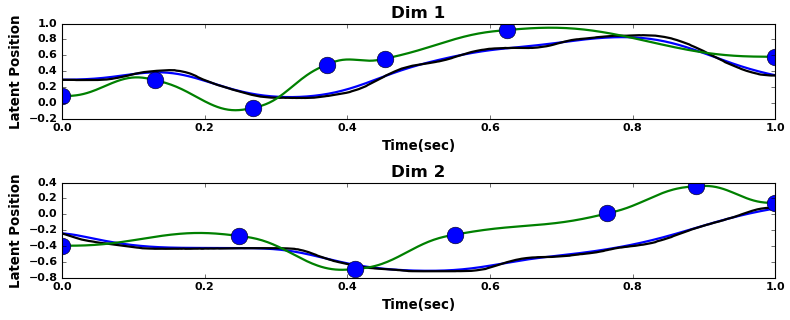 Dim 1
Latent Position
1.0
0.8
0.6
0.4
0.2
0.0
−0.2
0.0 0.2 0.4 0.6 0.8 1.0
Time(sec)
Dim 2
Latent Position
0.4
0.2
0.0
−0.2
−0.4
−0.6
−0.8
0.0 0.2 0.4 0.6 0.8 1.0
Time(sec)